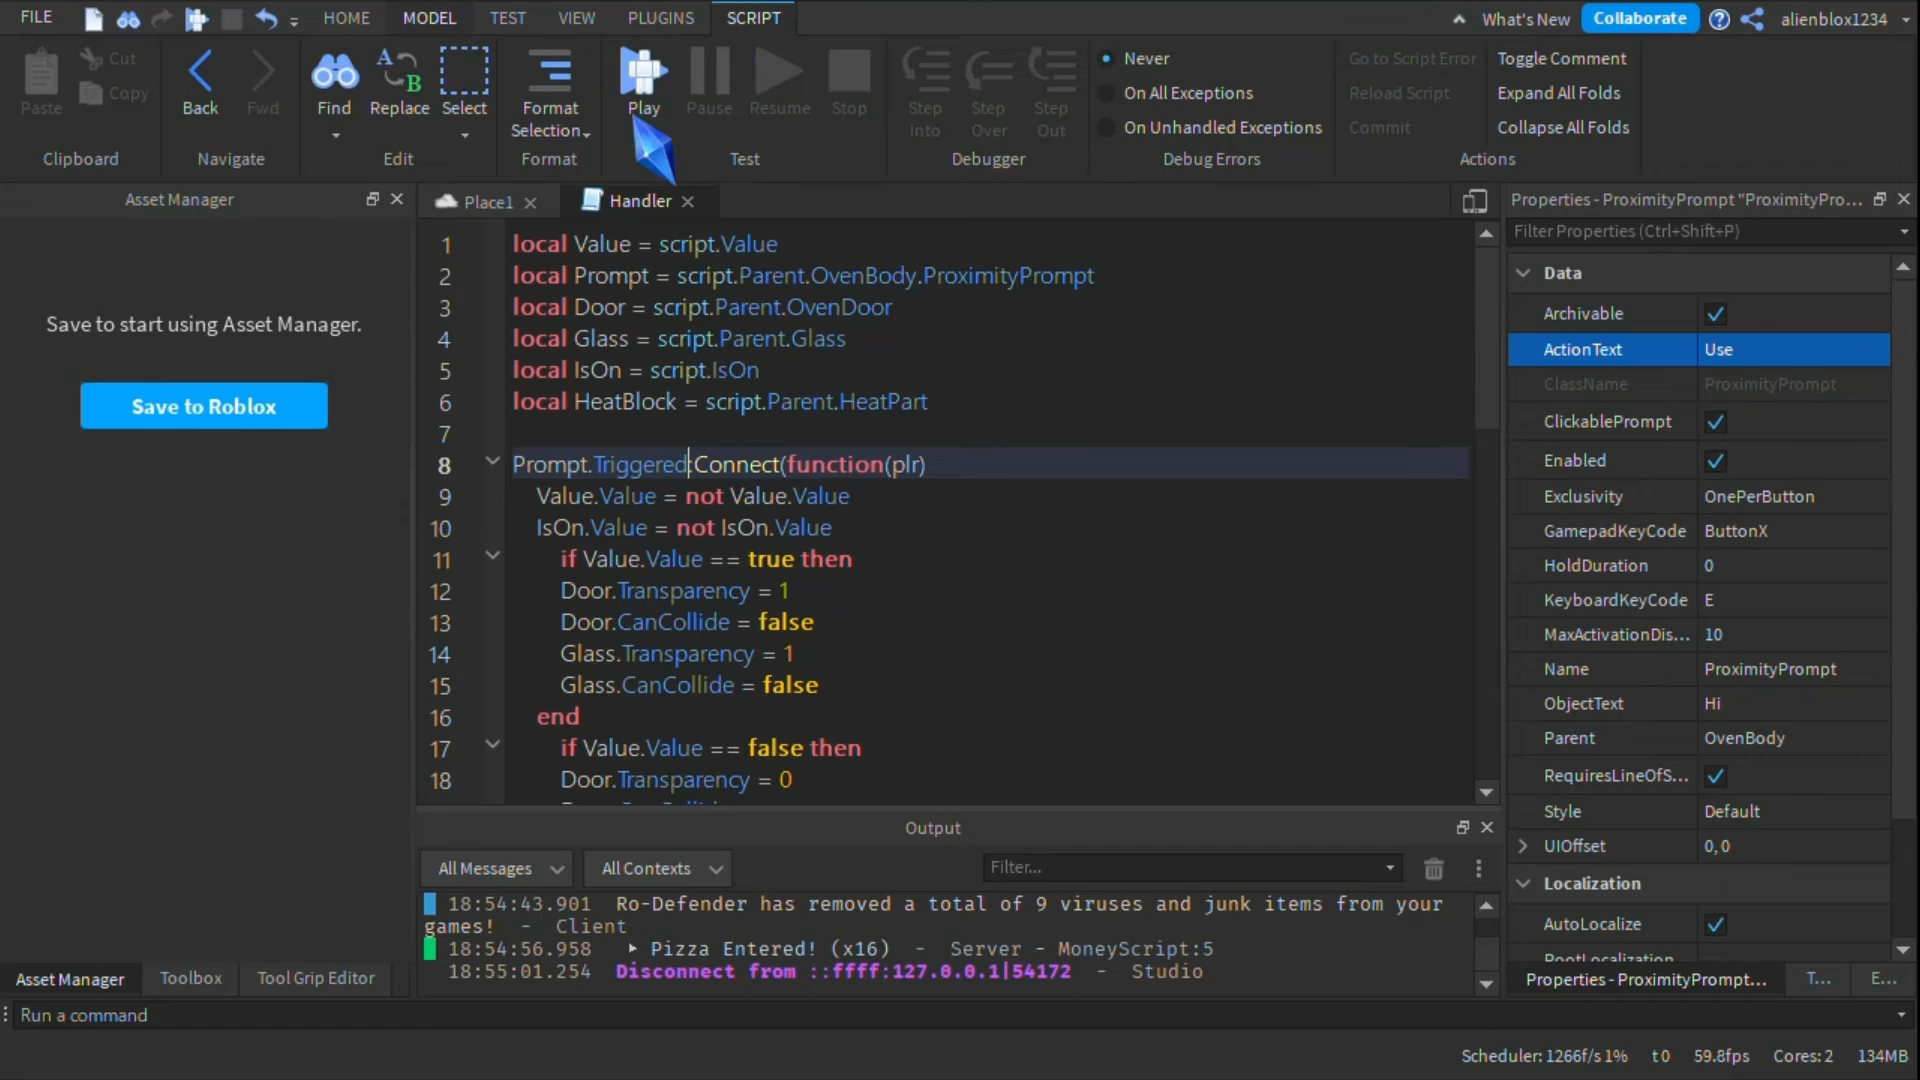 FILE
HOME
MODEL
TEST
VIEW
PLUGINS
SCRIPT
What's New
Collaborate
alienblox1234
Paste
Cut
Copy
Clipboard
Back
Fwd
Navigate
Find
Replace
Select
Edit
Format
Selection
Format
Play
Pause
Resume
Stop
Test
Step
Into
Step
Over
Step
Out
Debugger
Never
On All Exceptions
On Unhandled Exceptions
Debug Errors
Go to Script Error
Reload Script
Commit
Toggle Comment
Expand All Folds
Collapse All Folds
Actions
Asset Manager
Save to start using Asset Manager.
Save to Roblox
Asset Manager
Toolbox
Tool Grip Editor
Place1
Handler
1 local Value = script.Value
2 local Prompt = script.Parent.OvenBody.ProximityPrompt
3 local Door = script.Parent.OvenDoor
4 local Glass = script.Parent.Glass
5 local IsOn = script.IsOn
6 local HeatBlock = script.Parent.HeatPart
7
8 Prompt.Triggered:Connect(function(plr)
9 Value.Value = not Value.Value
10 IsOn.Value = not IsOn.Value
11 if Value.Value == true then
12 Door.Transparency = 1
13 Door.CanCollide = false
14 Glass.Transparency = 1
15 Glass.CanCollide = false
16 end
17 if Value.Value == false then
18 Door.Transparency = 0
Output
All Messages
All Contexts
Filter...
18:54:43.901 Ro-Defender has removed a total of 9 viruses and junk items from your
games! - Client
18:54:56.958 Pizza Entered! (x16) - Server - MoneyScript:5
18:55:01.254 Disconnect from ::ffff:127.0.0.1|54172 - Studio
Properties - ProximityPrompt "ProximityPro...
Filter Properties (Ctrl+Shift+P)
Data
Archivable
ActionText Use
ClassName ProximityPrompt
ClickablePrompt
Enabled
Exclusivity OnePerButton
GamepadKeyCode ButtonX
HoldDuration 0
KeyboardKeyCode E
MaxActivationDis... 10
Name ProximityPrompt
ObjectText Hi
Parent OvenBody
RequiresLineOfS...
Style Default
UIOffset 0, 0
Localization
AutoLocalize
Properties - ProximityPrompt...
T...
E...
Run a command
Scheduler: 1266f/s 1% t0 59.8fps Cores: 2 134MB